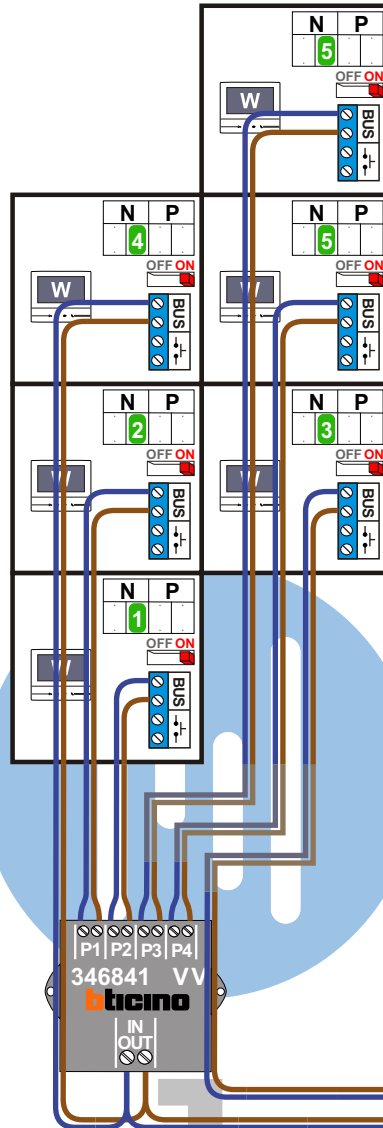 N P
5
OFF ON
W
BUS
N P
4
OFF ON
W
BUS
N P
5
OFF ON
W
BUS
N P
2
OFF ON
W
BUS
N P
3
OFF ON
W
BUS
N P
1
OFF ON
W
BUS
P1 P2 P3 P4
346841 VV
bticino
IN
OUT